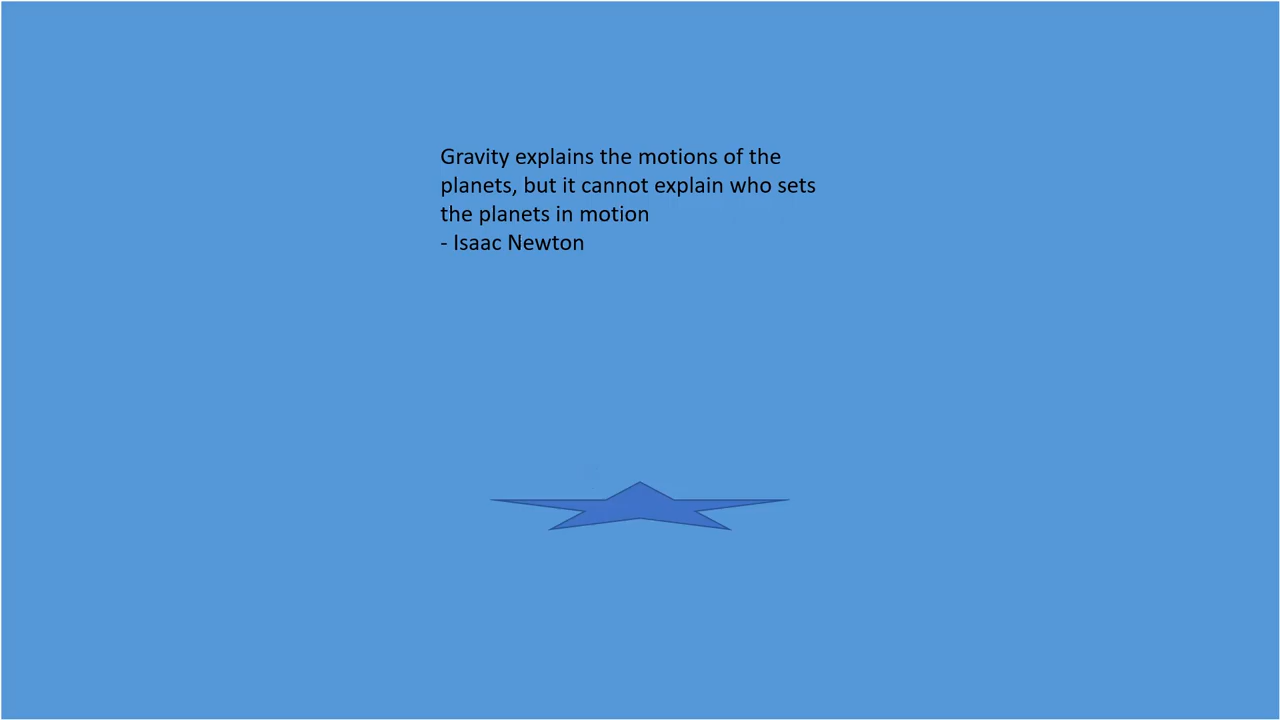 Gravity explains the motions of the
planets, but it cannot explain who sets
the planets in motion
- Isaac Newton